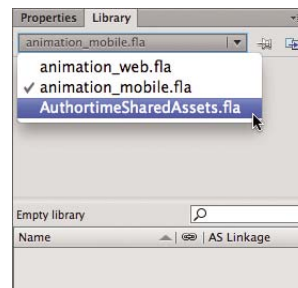 Properties Library
animation_mobile.fla
animation_web.fla
✓ animation_mobile.fla
AuthortimeSharedAssets.fla
Empty library
Name AS Linkage